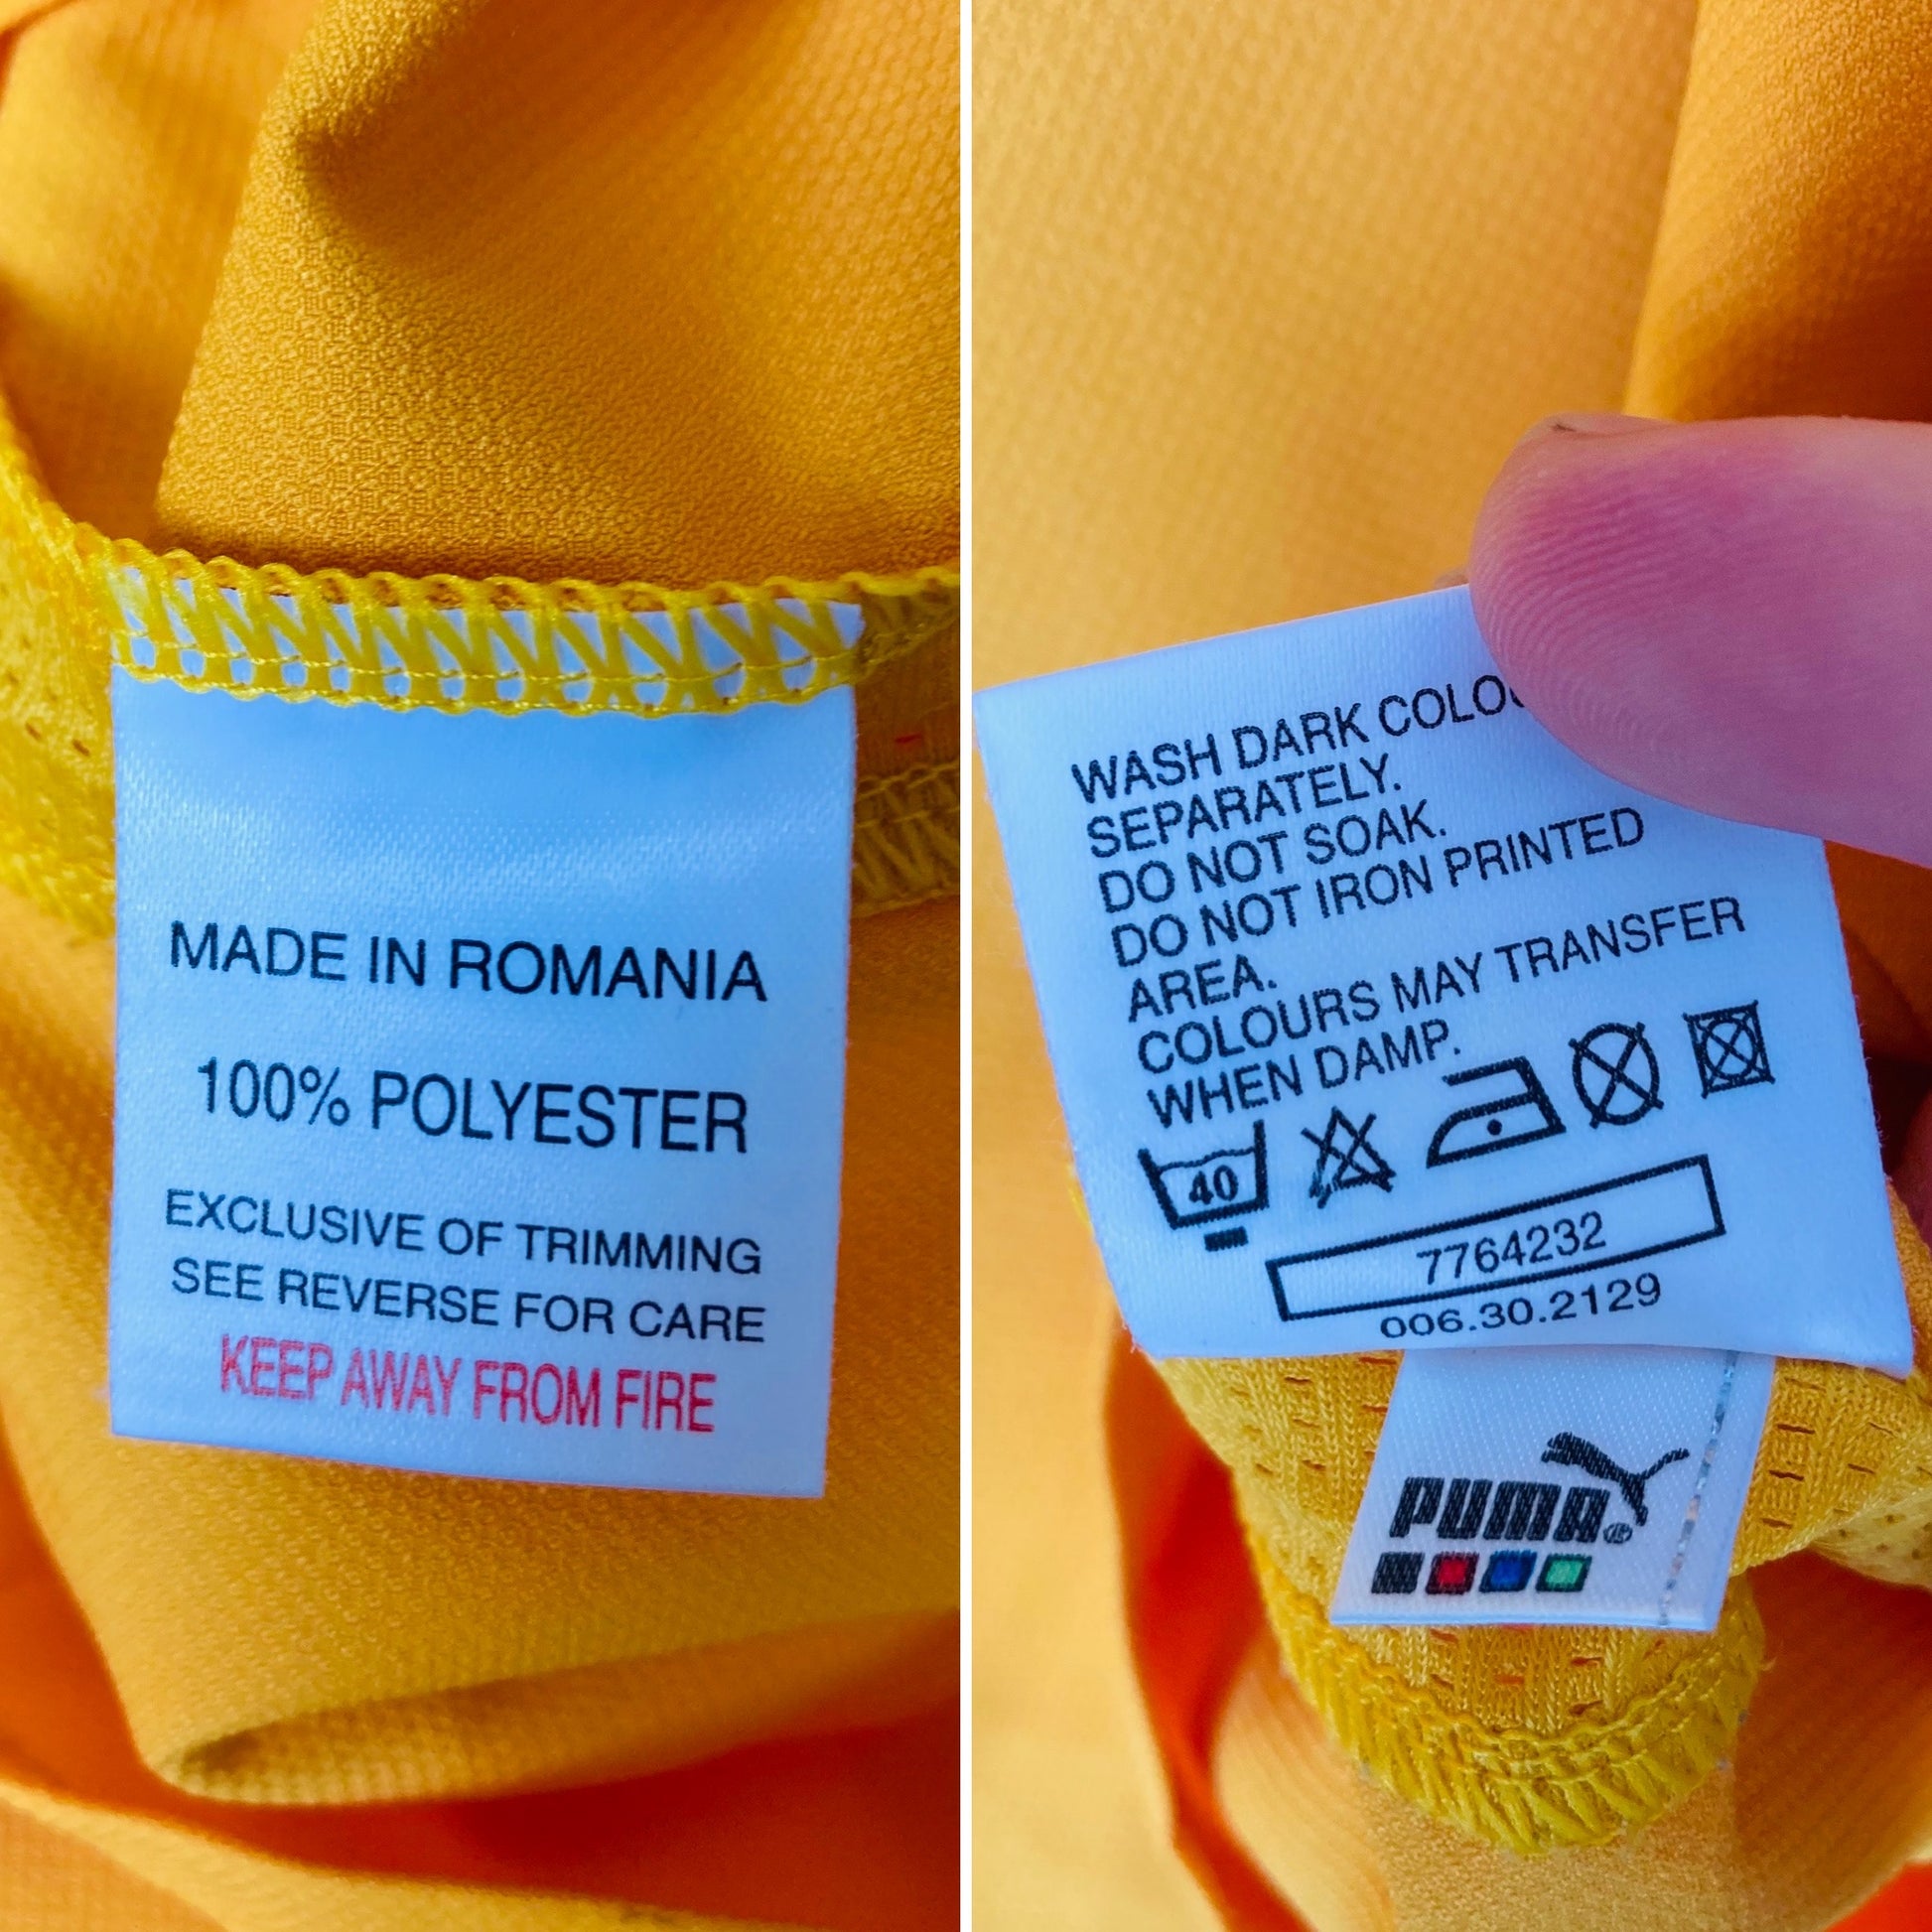 MADE IN ROMANIA
100% POLYESTER
EXCLUSIVE OF TRIMMING
SEE REVERSE FOR CARE
KEEP AWAY FROM FIRE
WASH DARK
SEPARATELY.
DO NOT SOAK.
DO NOT IRON PRINTED
AREA.
COLOURS MAY TRANSFER
WHEN DAMP.
40
7764232
006.30.2129
PUMA®